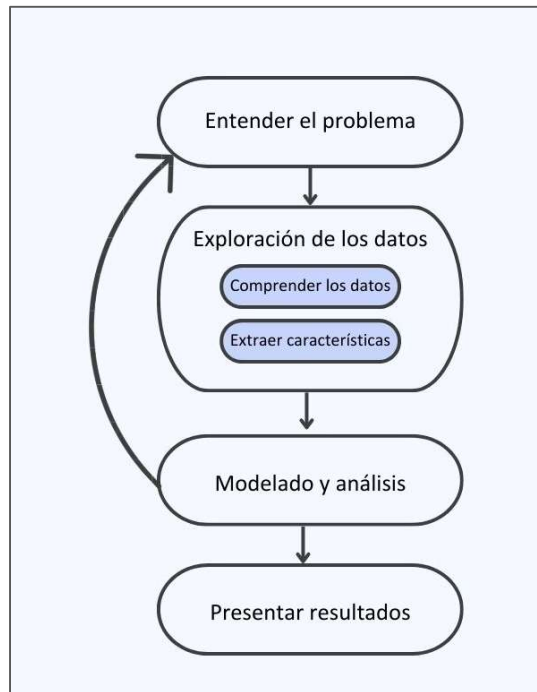 Entender el problema
Exploración de los datos
Comprender los datos
Extraer características
Modelado y análisis
Presentar resultados